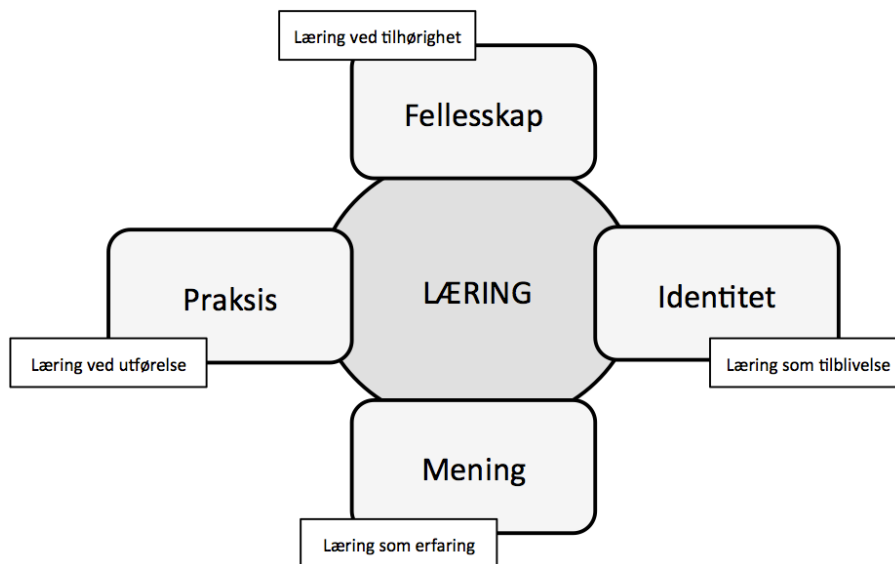 Læring ved tilhørighet
Fellesskap
Praksis
LÆRING
Identitet
Læring ved utførelse
Læring som tilblivelse
Mening
Læring som erfaring